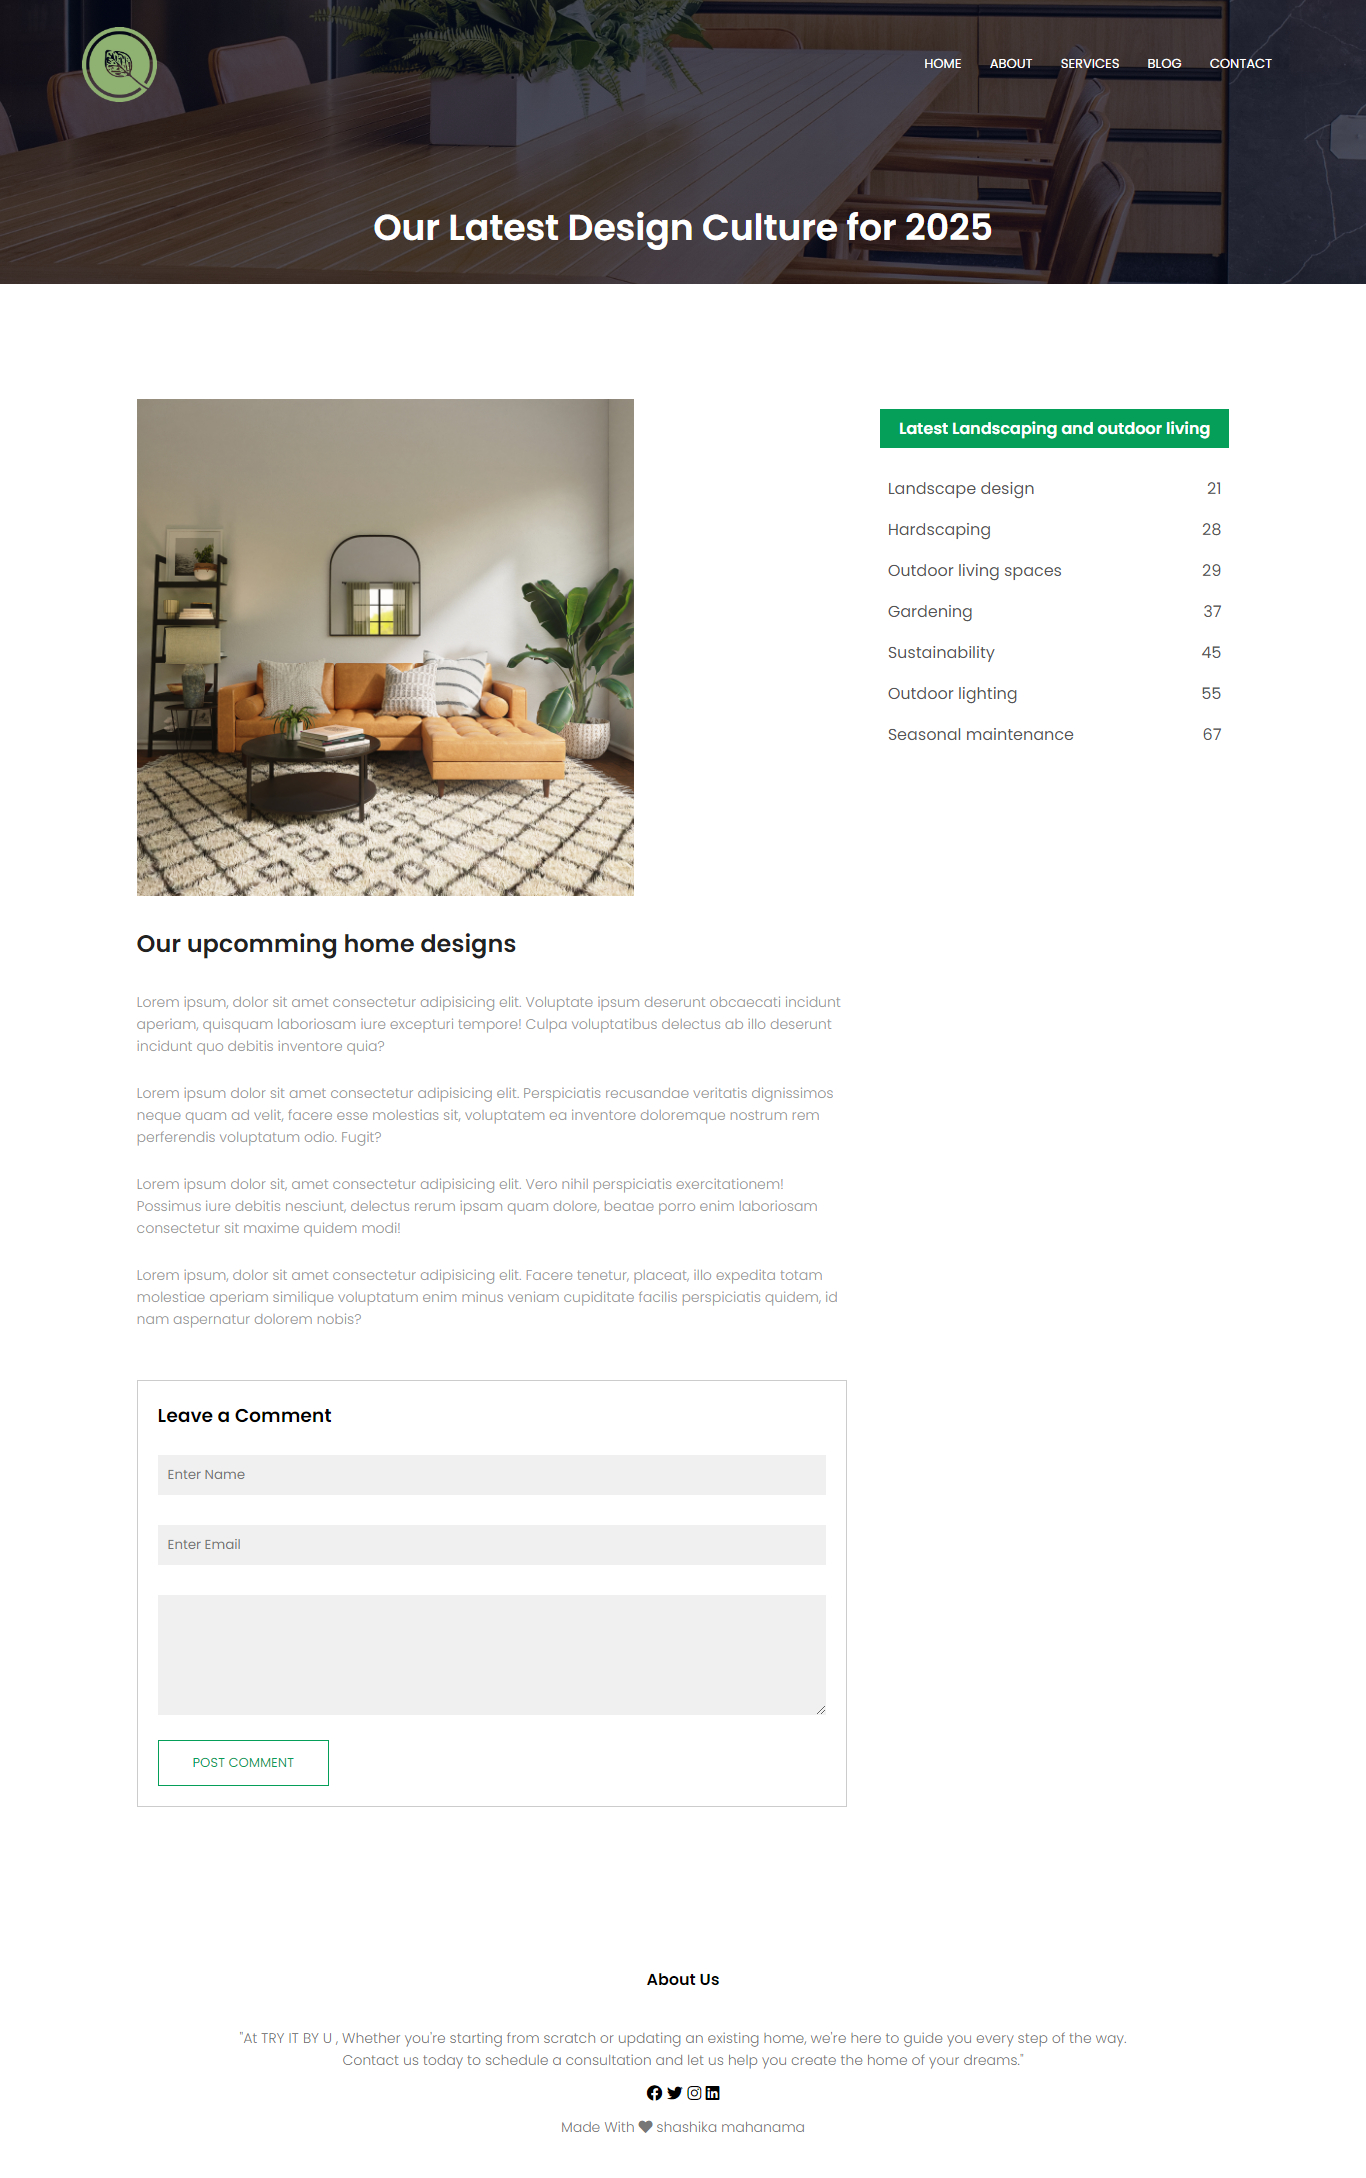 HOME ABOUT SERVICES BLOG CONTACT
Our Latest Design Culture for 2025
Our upcomming home designs
Lorem ipsum, dolor sit amet consectetur adipisicing elit. Voluptate ipsum deserunt obcaecati incidunt
aperiam, quisquam laboriosam iure excepturi tempore! Culpa voluptatibus delectus ab illo deserunt
incidunt quo debitis inventore quia?
Lorem ipsum dolor sit amet consectetur adipisicing elit. Perspiciatis recusandae veritatis dignissimos
neque quam ad velit, facere esse molestias sit, voluptatem ea inventore doloremque nostrum rem
perferendis voluptatum odio. Fugit?
Lorem ipsum dolor sit, amet consectetur adipisicing elit. Vero nihil perspiciatis exercitationem!
Possimus iure debitis nesciunt, delectus rerum ipsam quam dolore, beatae porro enim laboriosam
consectetur sit maxime quidem modi!
Lorem ipsum, dolor sit amet consectetur adipisicing elit. Facere tenetur, placeat, illo expedita totam
molestiae aperiam similique voluptatum enim minus veniam cupiditate facilis perspiciatis quidem, id
nam aspernatur dolorem nobis?
Leave a Comment
Enter Name
Enter Email
POST COMMENT
Latest Landscaping and outdoor living
Landscape design 21
Hardscaping 28
Outdoor living spaces 29
Gardening 37
Sustainability 45
Outdoor lighting 55
Seasonal maintenance 67
About Us
"At TRY IT BY U , Whether you're starting from scratch or updating an existing home, we're here to guide you every step of the way.
Contact us today to schedule a consultation and let us help you create the home of your dreams."
Made With shashika mahanama